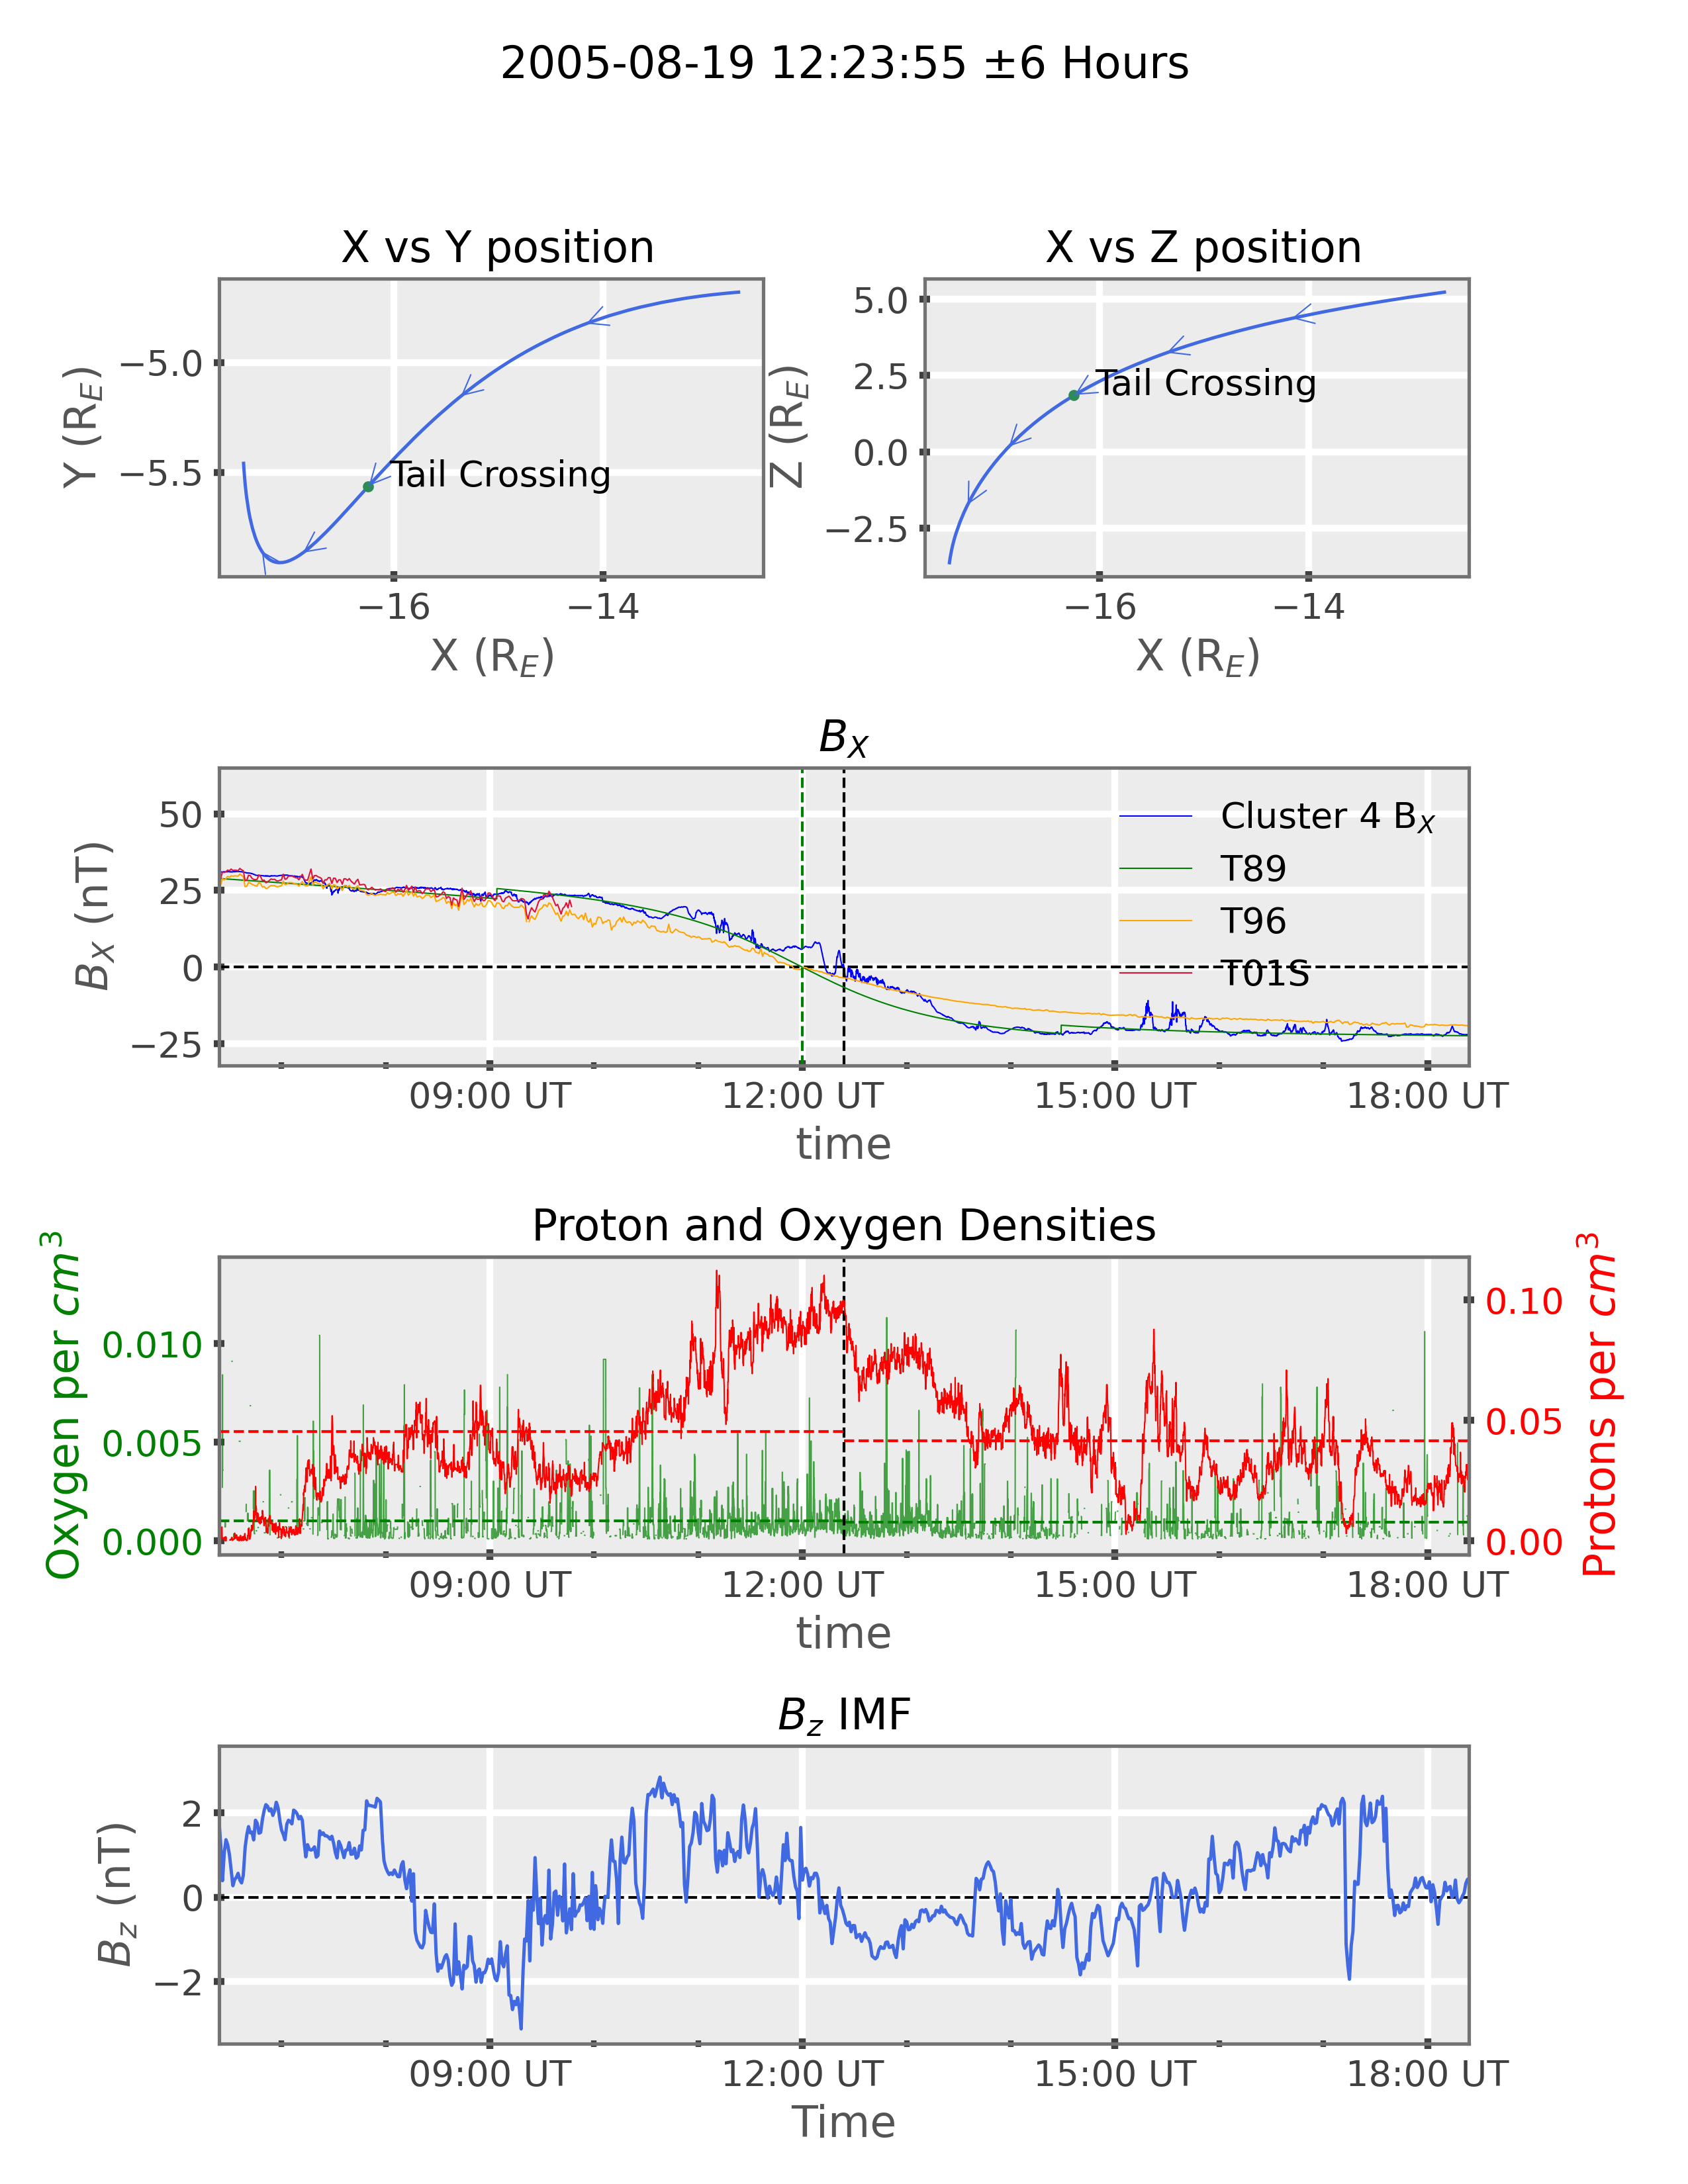 2005-08-19 12:23:55 ±6 Hours
X vs Y position
X vs Z position
Y (R_E)
−5.0
−5.5
Tail Crossing
−16
−14
X (R_E)
Z (R_E)
5.0
2.5
0.0
−2.5
Tail Crossing
−16
−14
X (R_E)
B_X
B_X (nT)
50
25
0
−25
Cluster 4 B_X
T89
T96
T01S
09:00 UT
12:00 UT
15:00 UT
18:00 UT
time
Proton and Oxygen Densities
Oxygen per cm³
0.010
0.005
0.000
Protons per cm³
0.10
0.05
0.00
09:00 UT
12:00 UT
15:00 UT
18:00 UT
time
B_z IMF
B_z (nT)
2
0
−2
09:00 UT
12:00 UT
15:00 UT
18:00 UT
Time